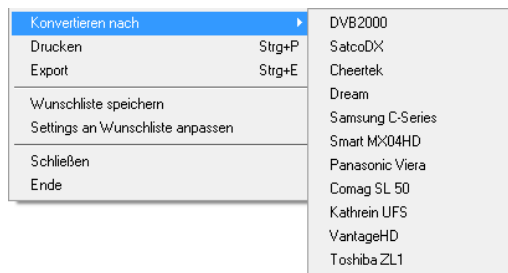 Konvertieren nach
Drucken Strg+P
Export Strg+E
Wunschliste speichern
Settings an Wunschliste anpassen
Schließen
Ende
DVB2000
SatcoDX
Cheertek
Dream
Samsung C-Series
Smart MX04HD
Panasonic Viera
Comag SL 50
Kathrein UFS
VantageHD
Toshiba ZL1